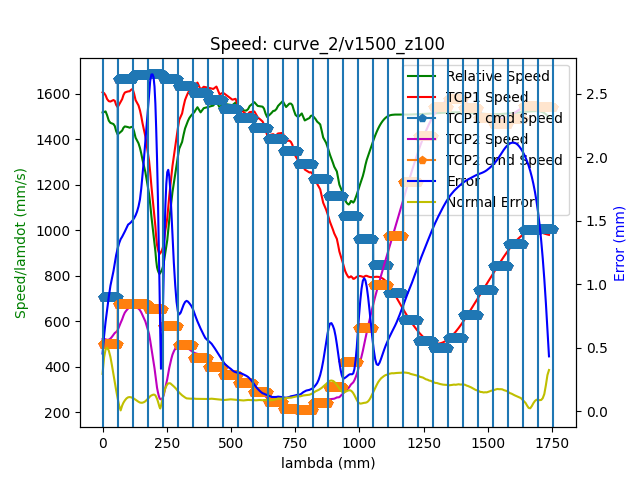 Speed: curve_2/v1500_z100
Relative Speed
TCP1 Speed
TCP1 cmd Speed
TCP2 Speed
TCP2 cmd Speed
Error
Normal Error
Speed/lamdot (mm/s)
1600
1400
1200
1000
800
600
400
200
2.5
2.0
1.5
1.0
0.5
0.0
Error (mm)
0 250 500 750 1000 1250 1500 1750
lambda (mm)